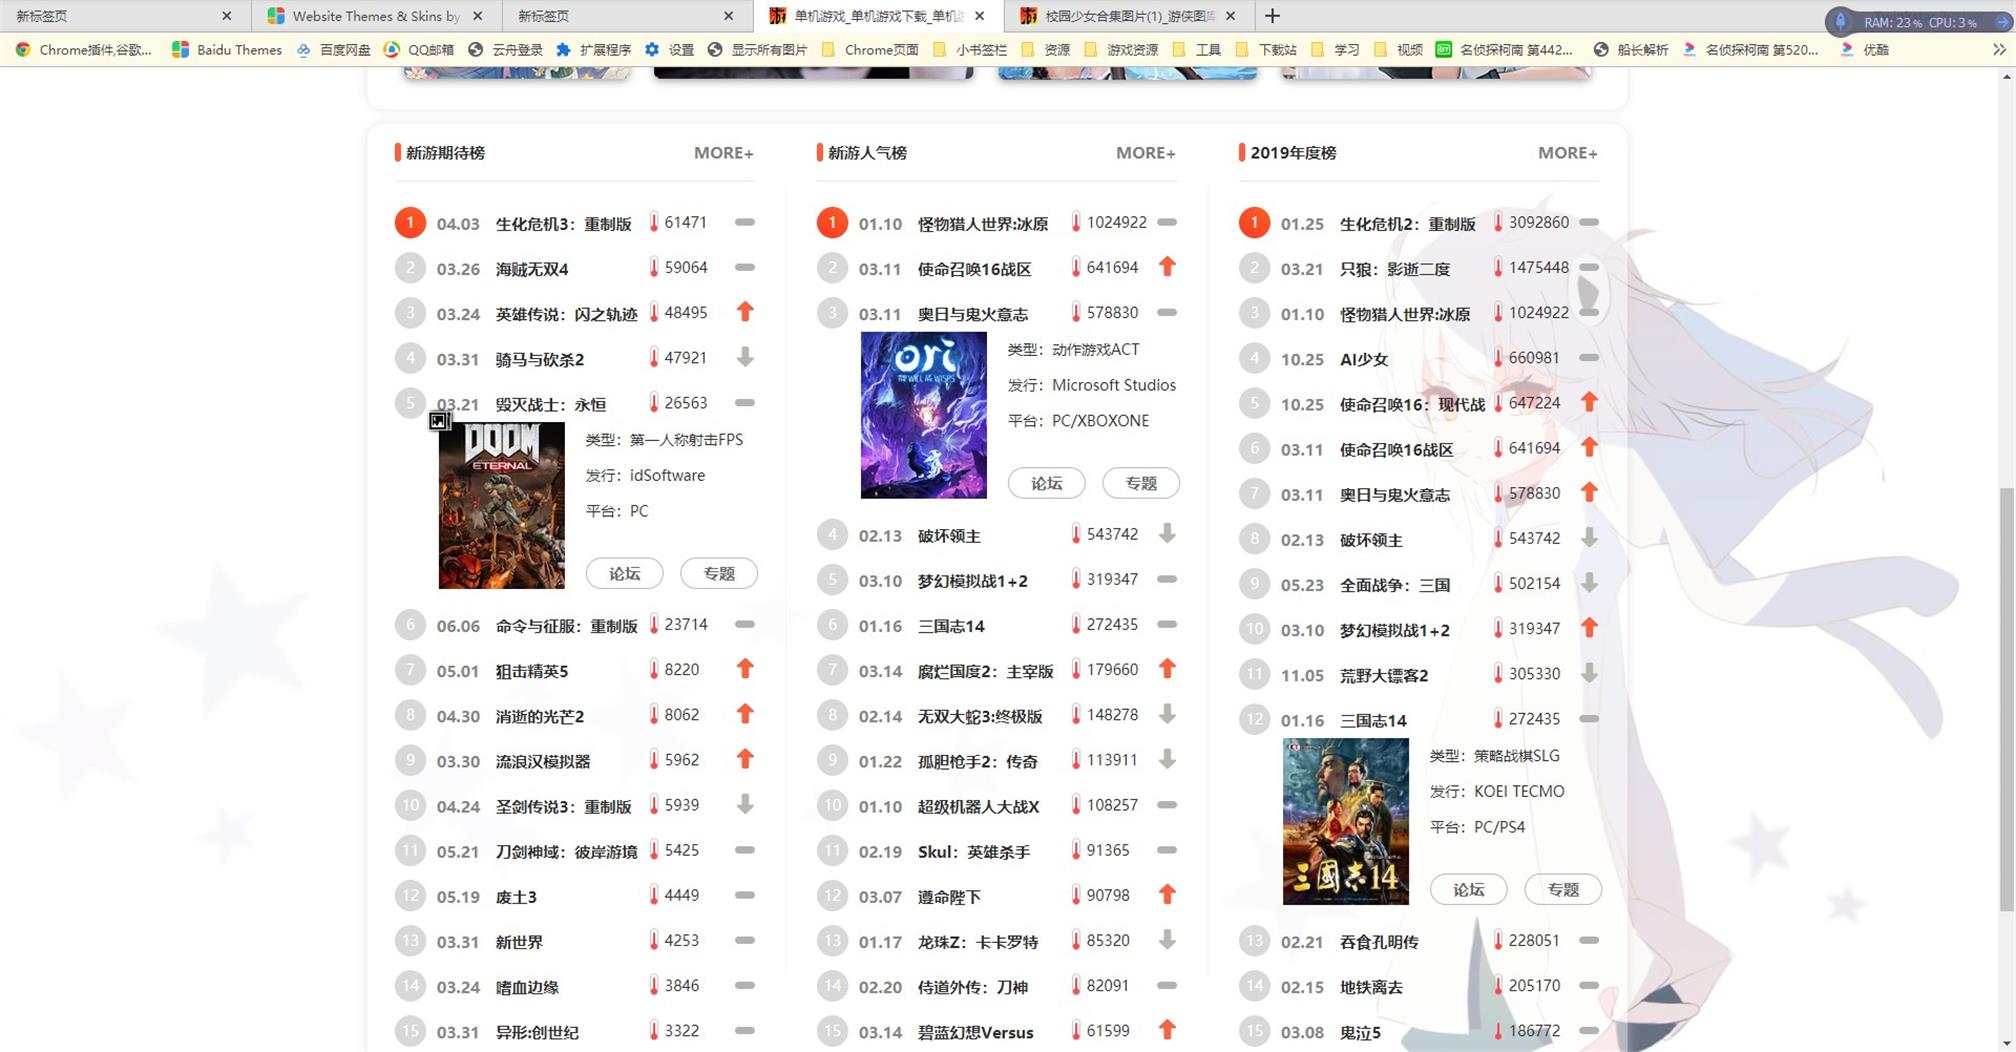 新标签页
Website Themes & Skins by
新标签页
单机游戏_单机游戏下载_单机
校园少女合集图片(1)_游侠图
RAM: 23% CPU: 3%
Chrome插件,谷歌...
Baidu Themes
百度网盘
QQ邮箱
云舟登录
扩展程序
设置
显示所有图片
Chrome页面
小书签栏
资源
游戏资源
工具
下载站
学习
视频
名侦探柯南 第442...
船长解析
名侦探柯南 第520...
优酷
新游期待榜 MORE+
1 04.03 生化危机3：重制版 61471
2 03.26 海贼无双4 59064
3 03.24 英雄传说：闪之轨迹 48495
4 03.31 骑马与砍杀2 47921
5 03.21 毁灭战士：永恒 26563
DOOM
ETERNAL
类型：第一人称射击FPS
发行：idSoftware
平台：PC
论坛 专题
6 06.06 命令与征服：重制版 23714
7 05.01 狙击精英5 8220
8 04.30 消逝的光芒2 8062
9 03.30 流浪汉模拟器 5962
10 04.24 圣剑传说3：重制版 5939
11 05.21 刀剑神域：彼岸游境 5425
12 05.19 废土3 4449
13 03.31 新世界 4253
14 03.24 嗜血边缘 3846
15 03.31 异形:创世纪 3322
新游人气榜 MORE+
1 01.10 怪物猎人世界:冰原 1024922
2 03.11 使命召唤16战区 641694
3 03.11 奥日与鬼火意志 578830
ori
AND THE WILL OF THE WISPS
类型：动作游戏ACT
发行：Microsoft Studios
平台：PC/XBOXONE
论坛 专题
4 02.13 破坏领主 543742
5 03.10 梦幻模拟战1+2 319347
6 01.16 三国志14 272435
7 03.14 腐烂国度2：主宰版 179660
8 02.14 无双大蛇3:终极版 148278
9 01.22 孤胆枪手2：传奇 113911
10 01.10 超级机器人大战X 108257
11 02.19 Skul：英雄杀手 91365
12 03.07 遵命陛下 90798
13 01.17 龙珠Z：卡卡罗特 85320
14 02.20 侍道外传：刀神 82091
15 03.14 碧蓝幻想Versus 61599
2019年度榜 MORE+
1 01.25 生化危机2：重制版 3092860
2 03.21 只狼：影逝二度 1475448
3 01.10 怪物猎人世界:冰原 1024922
4 10.25 AI少女 660981
5 10.25 使命召唤16：现代战 647224
6 03.11 使命召唤16战区 641694
7 03.11 奥日与鬼火意志 578830
8 02.13 破坏领主 543742
9 05.23 全面战争：三国 502154
10 03.10 梦幻模拟战1+2 319347
11 11.05 荒野大镖客2 305330
12 01.16 三国志14 272435
三國志14
类型：策略战棋SLG
发行：KOEI TECMO
平台：PC/PS4
论坛 专题
13 02.21 吞食孔明传 228051
14 02.15 地铁离去 205170
15 03.08 鬼泣5 186772